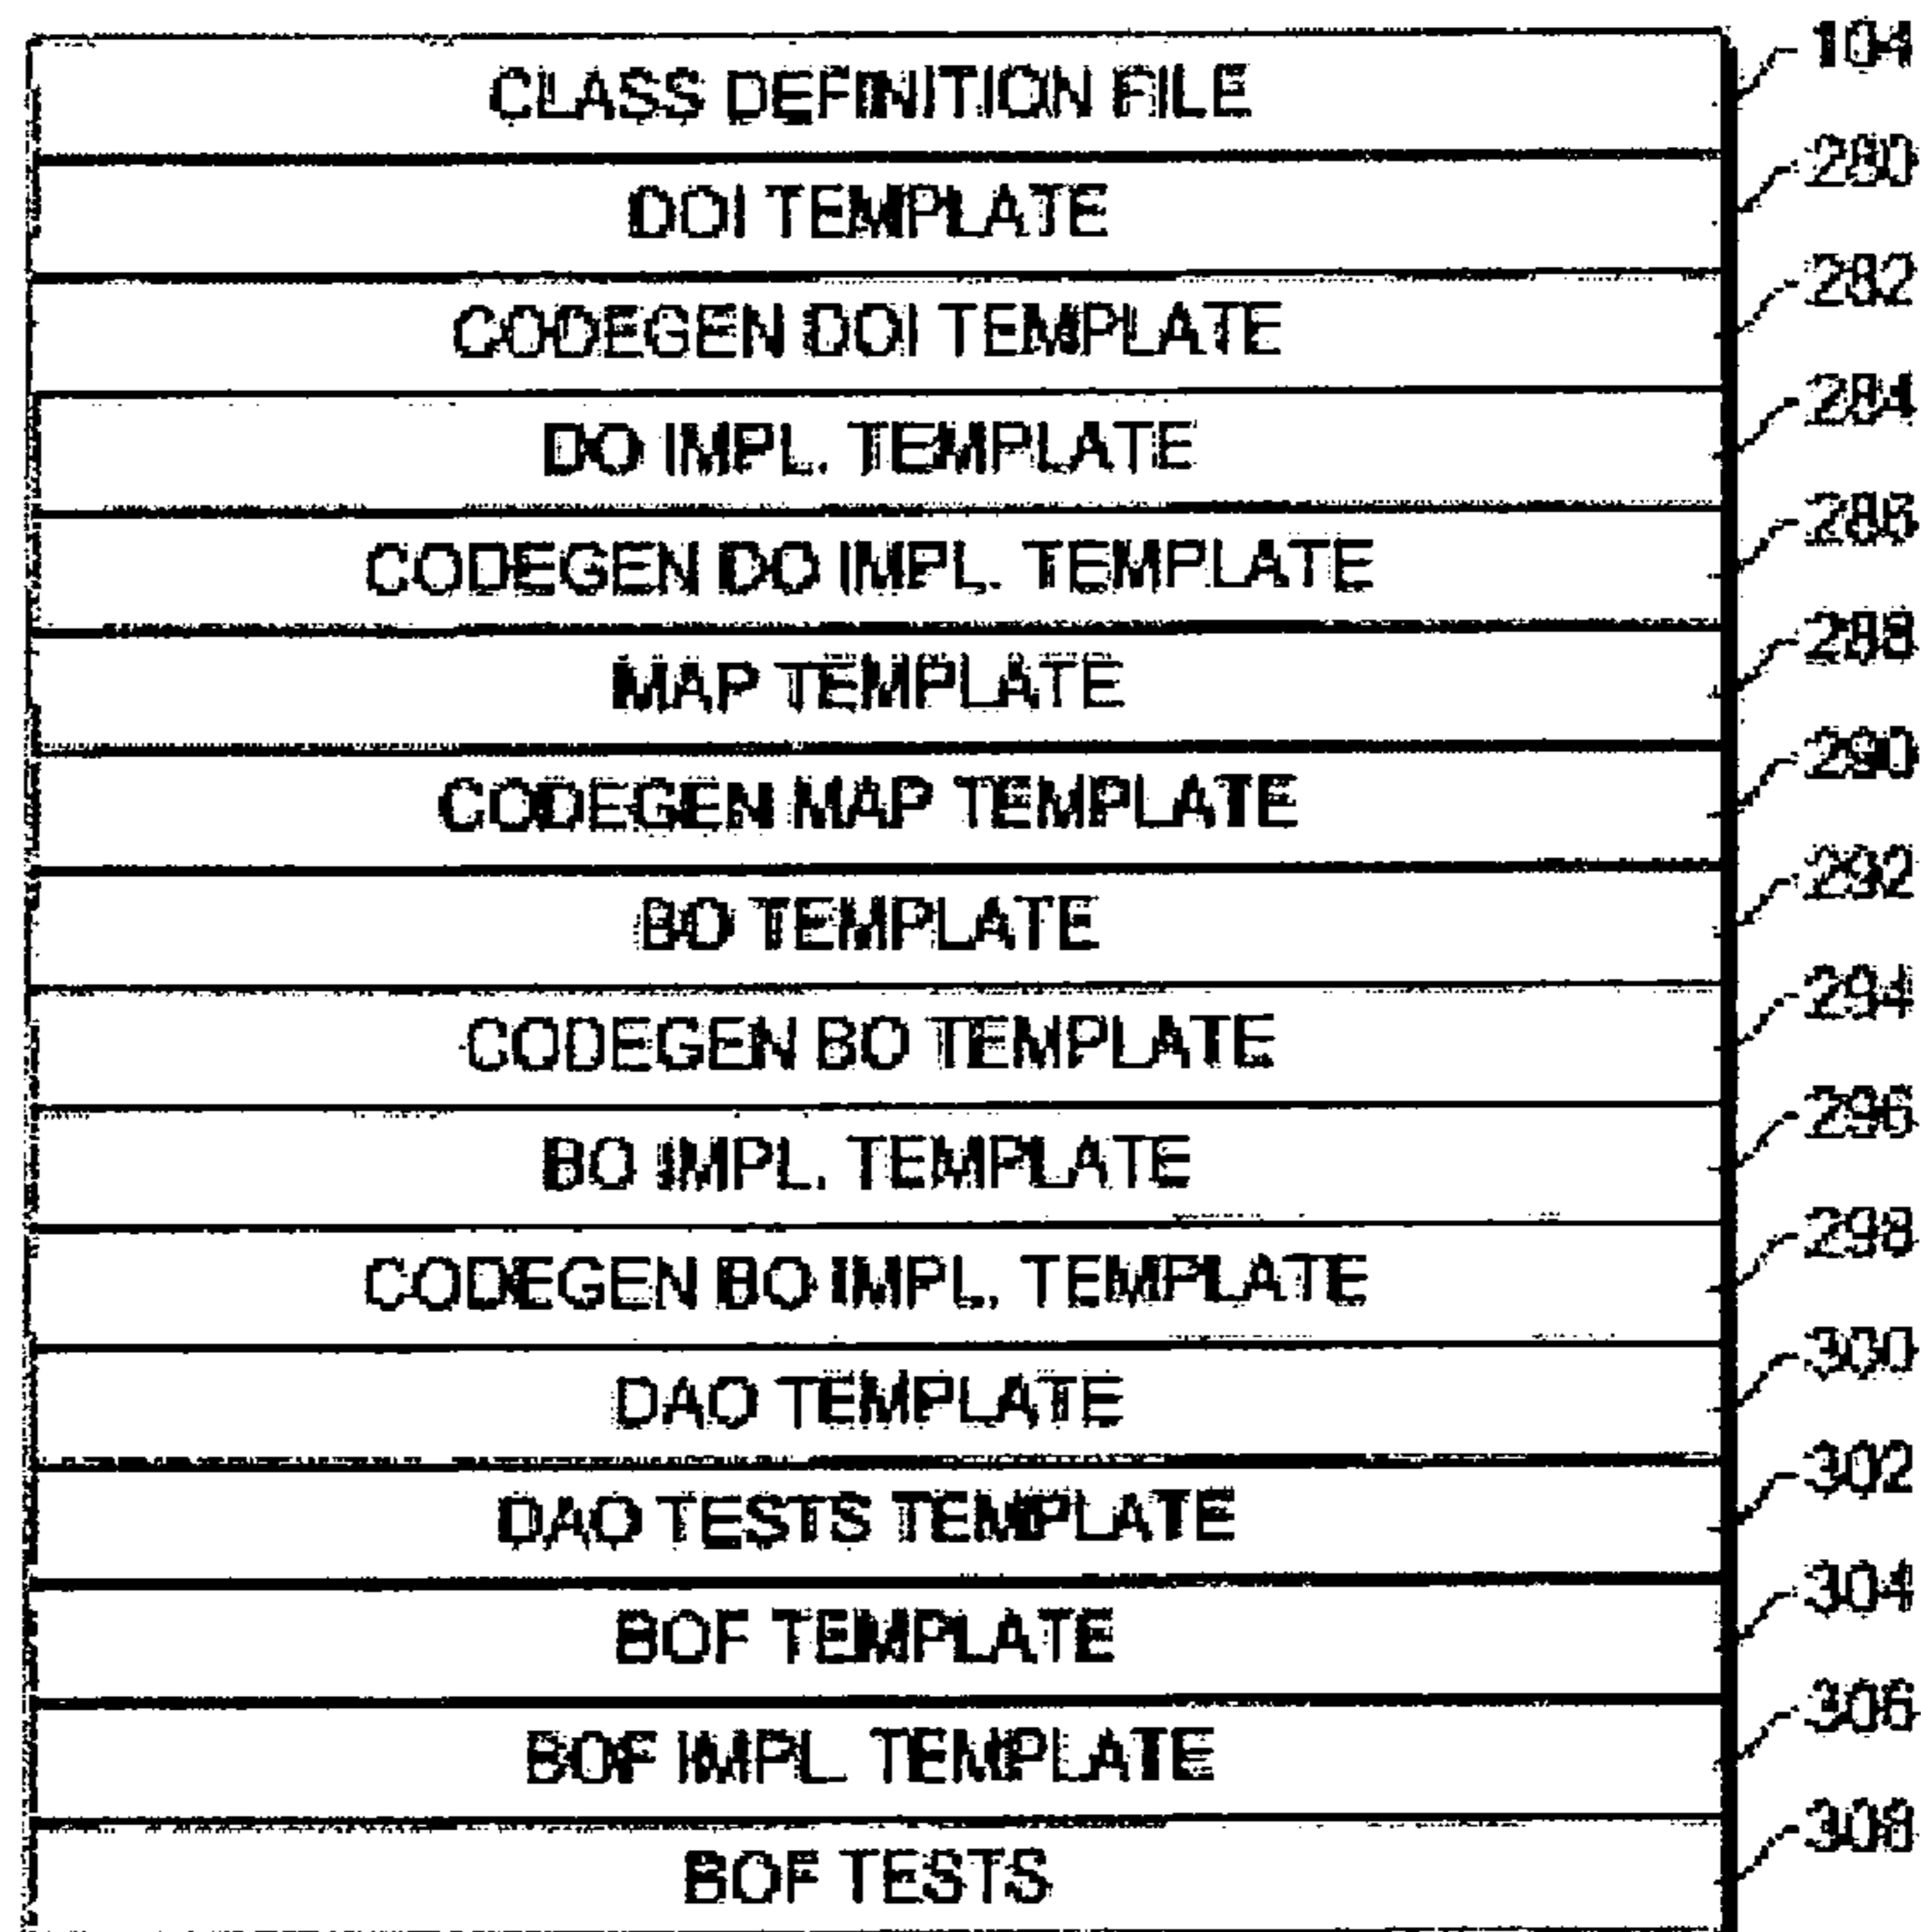 CLASS DEFINITION FILE 104
DOI TEMPLATE 280
CODEGEN DOI TEMPLATE 282
DO IMPL. TEMPLATE 284
CODEGEN DO IMPL. TEMPLATE 286
MAP TEMPLATE 288
CODEGEN MAP TEMPLATE 290
BO TEMPLATE 292
CODEGEN BO TEMPLATE 294
BO IMPL. TEMPLATE 296
CODEGEN BO IMPL. TEMPLATE 298
DAO TEMPLATE 300
DAO TESTS TEMPLATE 302
BOF TEMPLATE 304
BOF IMPL TEMPLATE 306
BOF TESTS 308